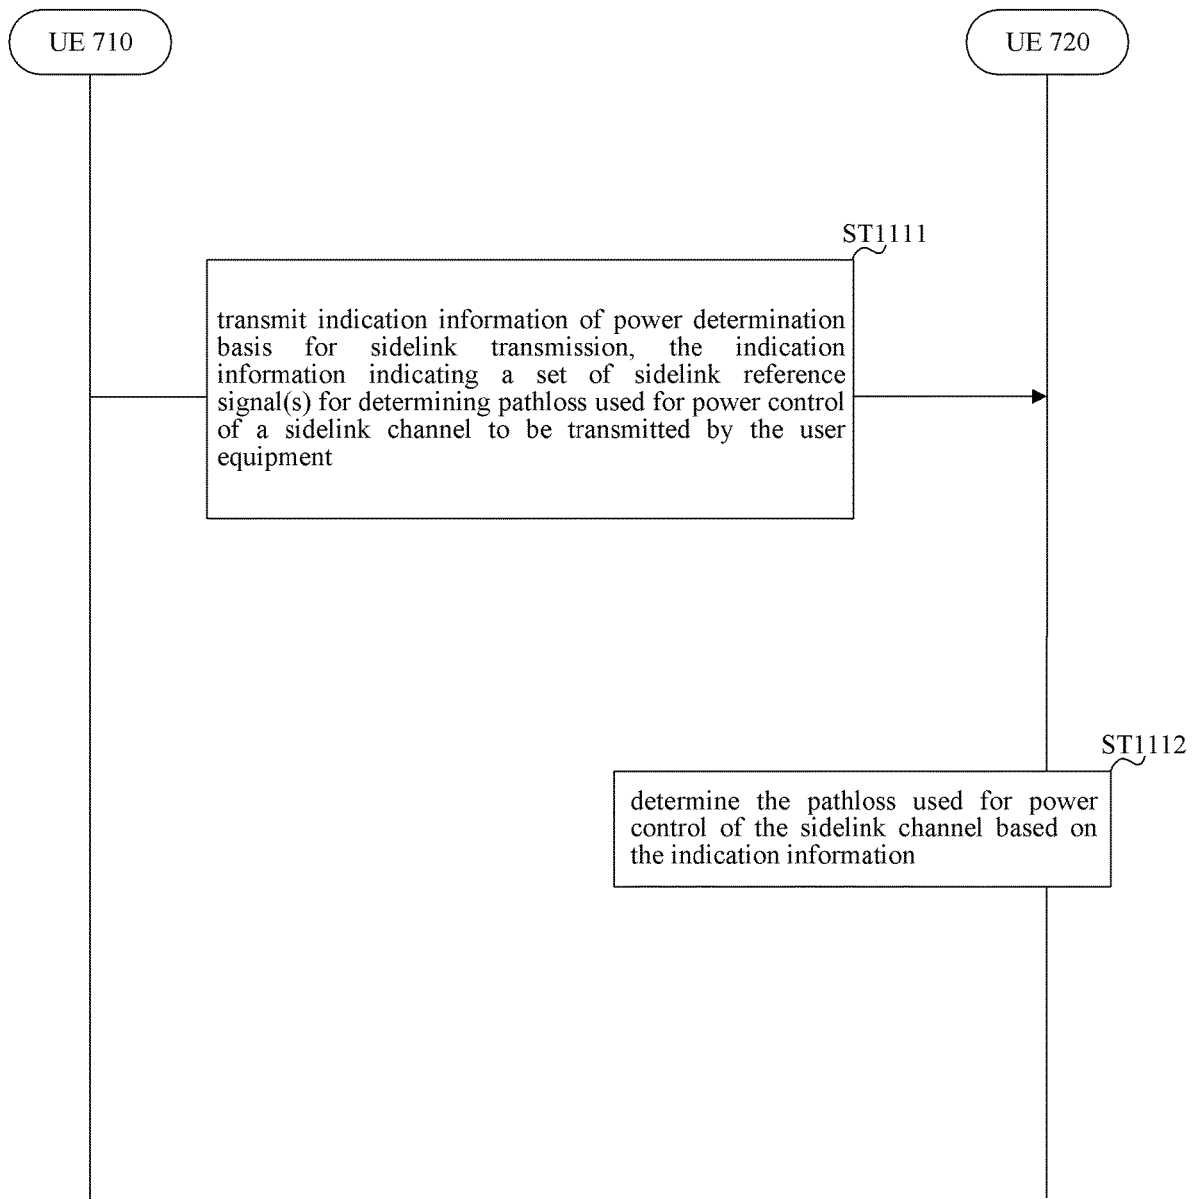 UE 710
UE 720
ST1111
transmit indication information of power determination
basis for sidelink transmission, the indication
information indicating a set of sidelink reference
signal(s) for determining pathloss used for power control
of a sidelink channel to be transmitted by the user
equipment
ST1112
determine the pathloss used for power
control of the sidelink channel based on
the indication information